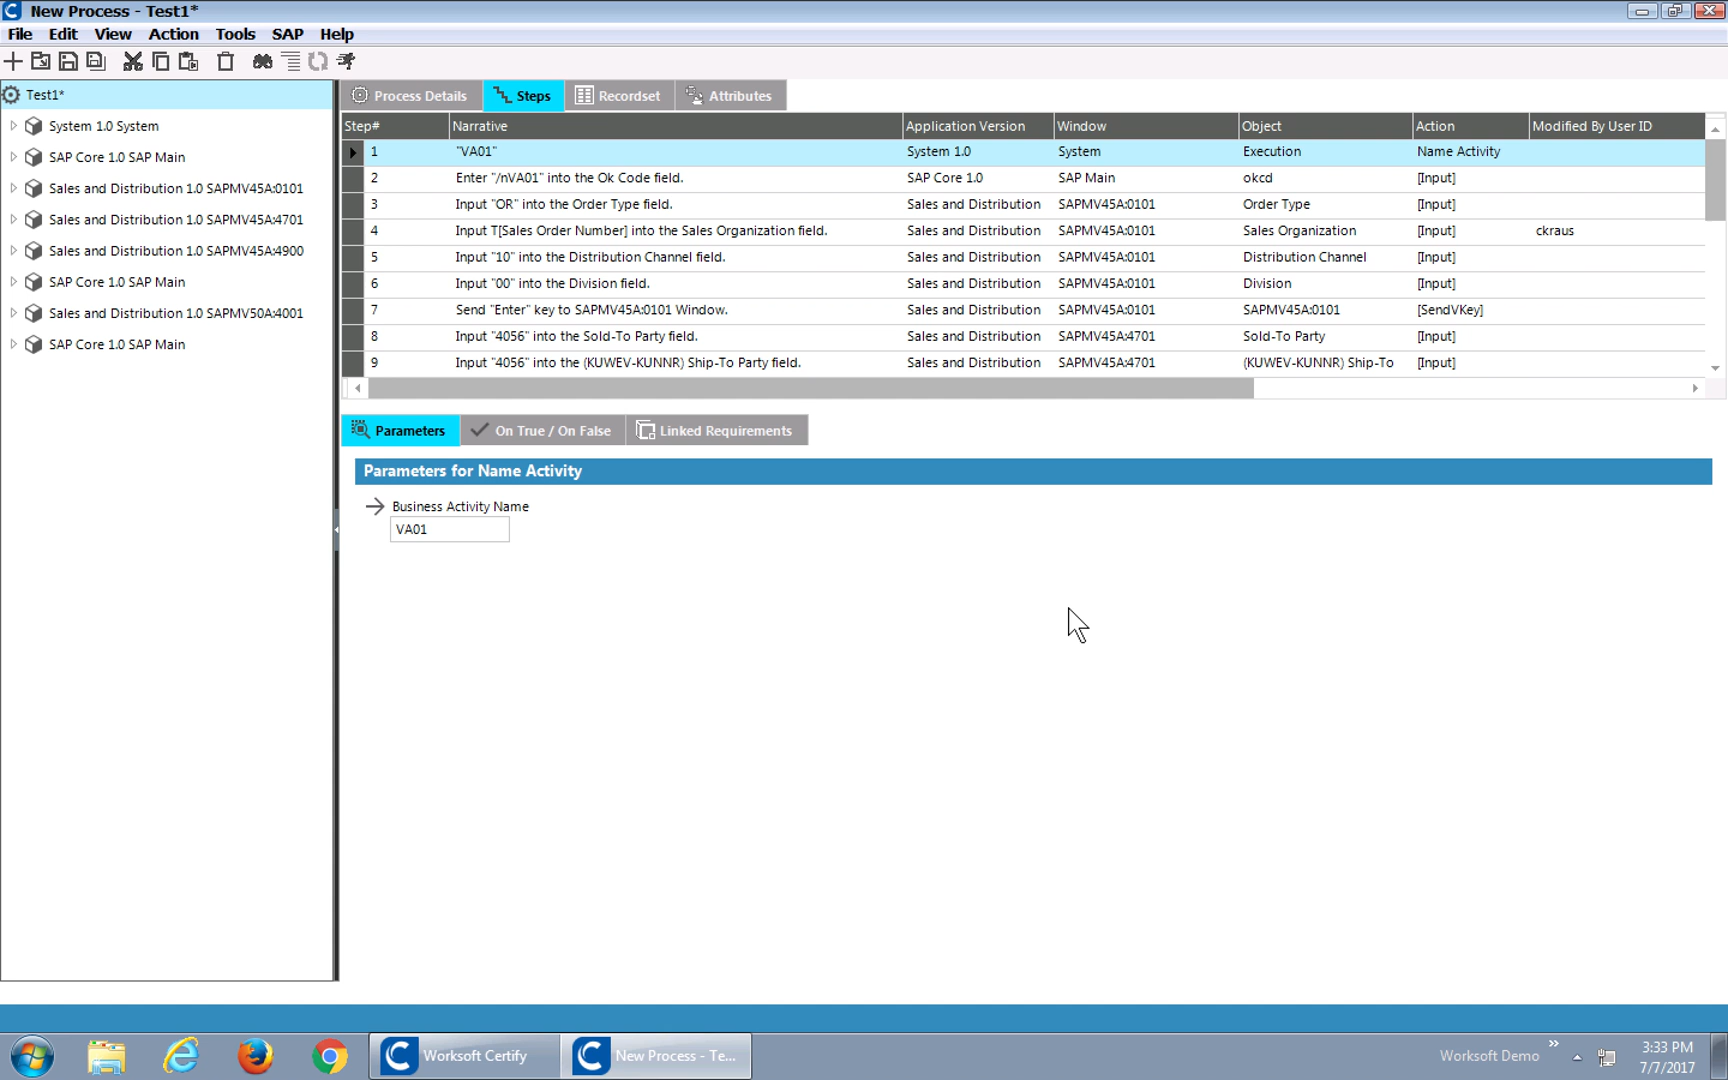 New Process - Test1*
File Edit View Action Tools SAP Help
Test1*
System 1.0 System
SAP Core 1.0 SAP Main
Sales and Distribution 1.0 SAPMV45A:0101
Sales and Distribution 1.0 SAPMV45A:4701
Sales and Distribution 1.0 SAPMV45A:4900
SAP Core 1.0 SAP Main
Sales and Distribution 1.0 SAPMV50A:4001
SAP Core 1.0 SAP Main
Process Details Steps Recordset Attributes
Step# Narrative Application Version Window Object Action Modified By User ID
1 "VA01" System 1.0 System Execution Name Activity
2 Enter "/nVA01" into the Ok Code field. SAP Core 1.0 SAP Main okcd [Input]
3 Input "OR" into the Order Type field. Sales and Distribution SAPMV45A:0101 Order Type [Input]
4 Input T[Sales Order Number] into the Sales Organization field. Sales and Distribution SAPMV45A:0101 Sales Organization [Input] ckraus
5 Input "10" into the Distribution Channel field. Sales and Distribution SAPMV45A:0101 Distribution Channel [Input]
6 Input "00" into the Division field. Sales and Distribution SAPMV45A:0101 Division [Input]
7 Send "Enter" key to SAPMV45A:0101 Window. Sales and Distribution SAPMV45A:0101 SAPMV45A:0101 [SendVKey]
8 Input "4056" into the Sold-To Party field. Sales and Distribution SAPMV45A:4701 Sold-To Party [Input]
9 Input "4056" into the (KUWEV-KUNNR) Ship-To Party field. Sales and Distribution SAPMV45A:4701 (KUWEV-KUNNR) Ship-To [Input]
Parameters On True / On False Linked Requirements
Parameters for Name Activity
Business Activity Name
VA01
Worksoft Certify New Process - Te... Worksoft Demo 3:33 PM
7/7/2017